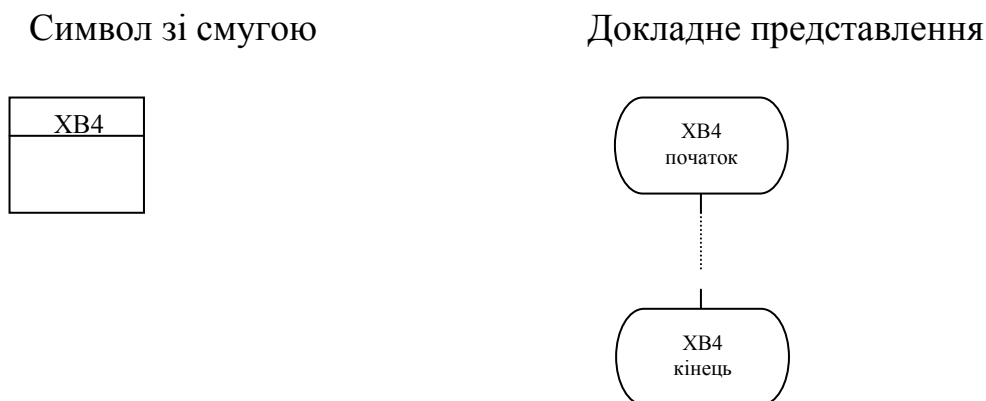 Символ зі смугою
Докладне представлення
ХВ4
ХВ4
початок
ХВ4
кінець